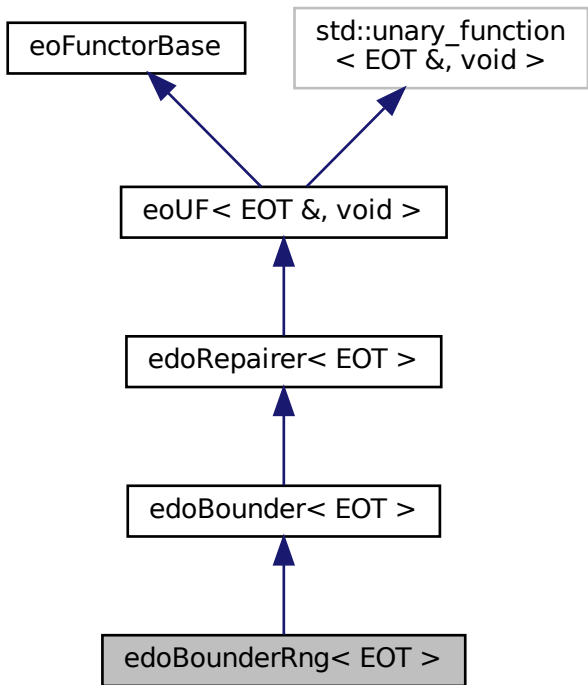 eoFunctorBase
std::unary_function
< EOT &, void >
eoUF< EOT &, void >
edoRepairer< EOT >
edoBounder< EOT >
edoBounderRng< EOT >